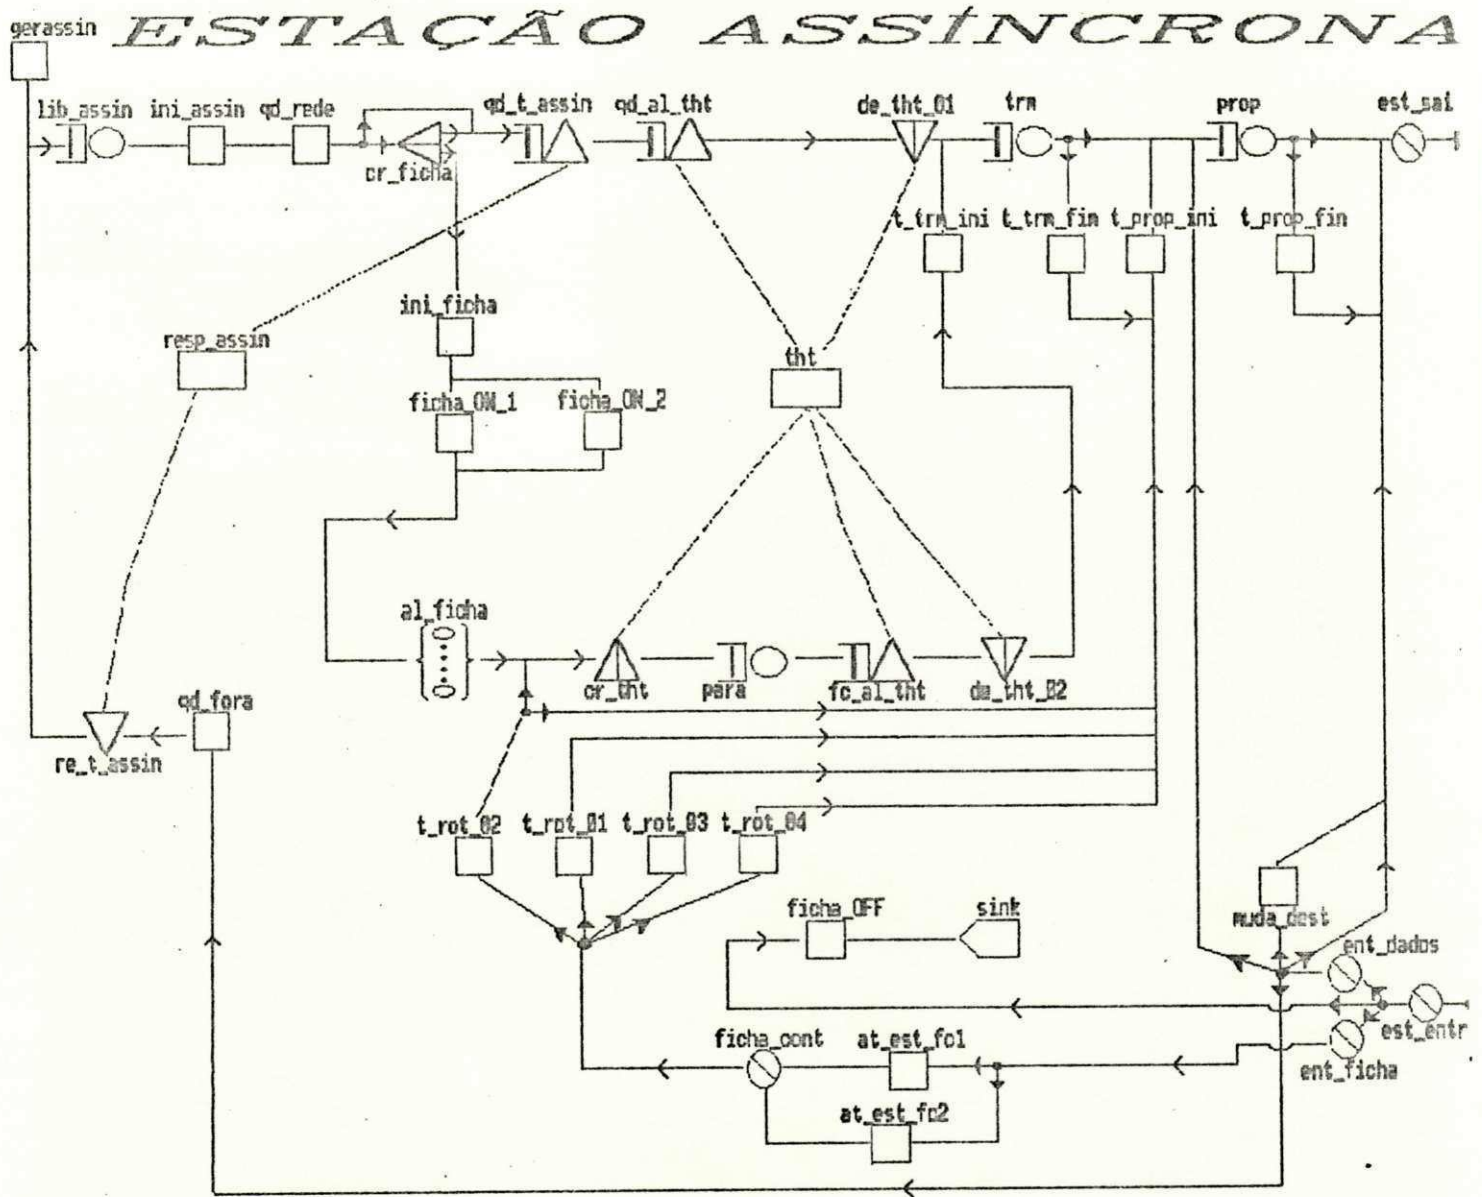 ESTAÇÃO ASSÍNCRONA
gerassin
lib_assin ini_assin qd_rede qd_t_assin qd_al_tht de_tht_01 trm prop est_sai
cr_ficha
t_trm_ini t_trm_fim t_prop_ini t_prop_fin
ini_ficha
resp_assin
tht
ficha_ON_1 ficha_ON_2
al_ficha
cr_tht para fc_al_tht de_tht_02
qd_fora
re_t_assin
t_rot_02 t_rot_01 t_rot_03 t_rot_04
ficha_OFF sink
muda_dest
ent_dados
est_entr
ficha_cont at_est_fc1
ent_ficha
at_est_fc2